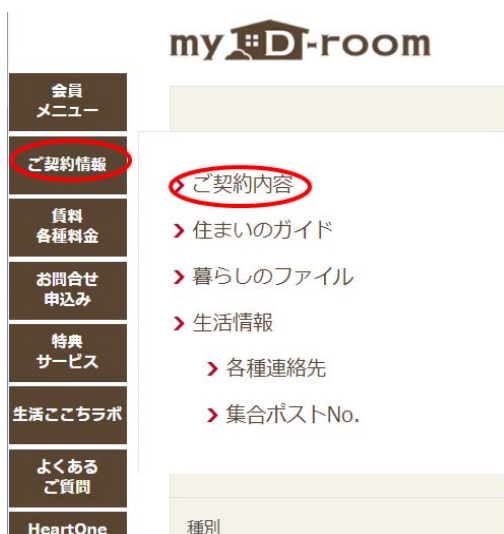 my D-room
会員
メニュー
ご契約情報
賃料
各種料金
お問合せ
申込み
特典
サービス
生活ここちラボ
よくある
ご質問
HeartOne
ご契約内容
住まいのガイド
暮らしのファイル
生活情報
各種連絡先
集合ポストNo.
種別